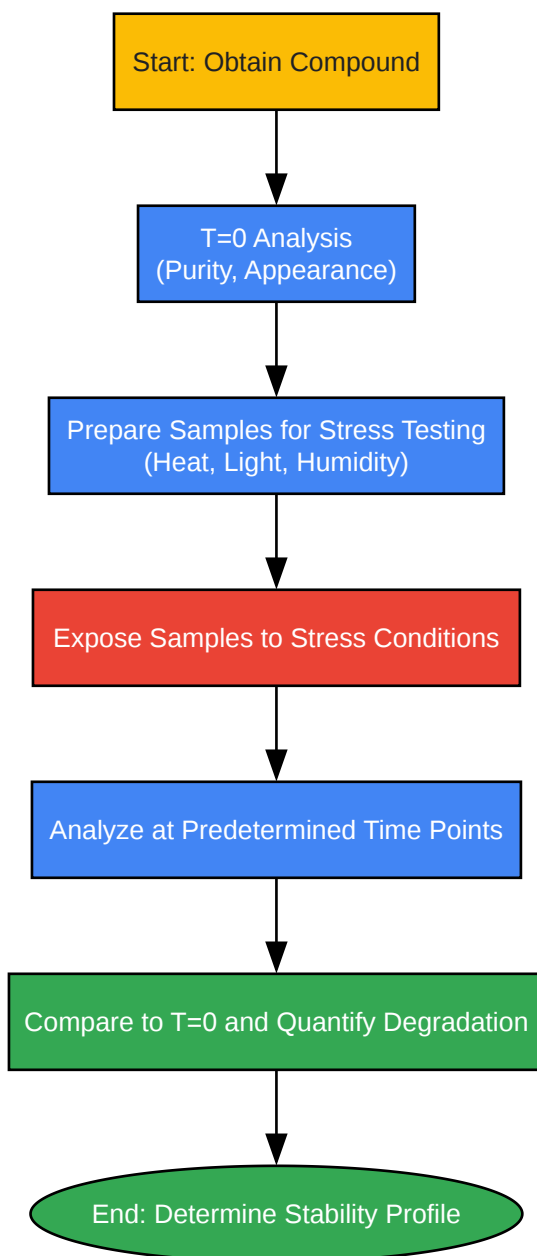 Start: Obtain Compound
T=0 Analysis
(Purity, Appearance)
Prepare Samples for Stress Testing
(Heat, Light, Humidity)
Expose Samples to Stress Conditions
Analyze at Predetermined Time Points
Compare to T=0 and Quantify Degradation
End: Determine Stability Profile